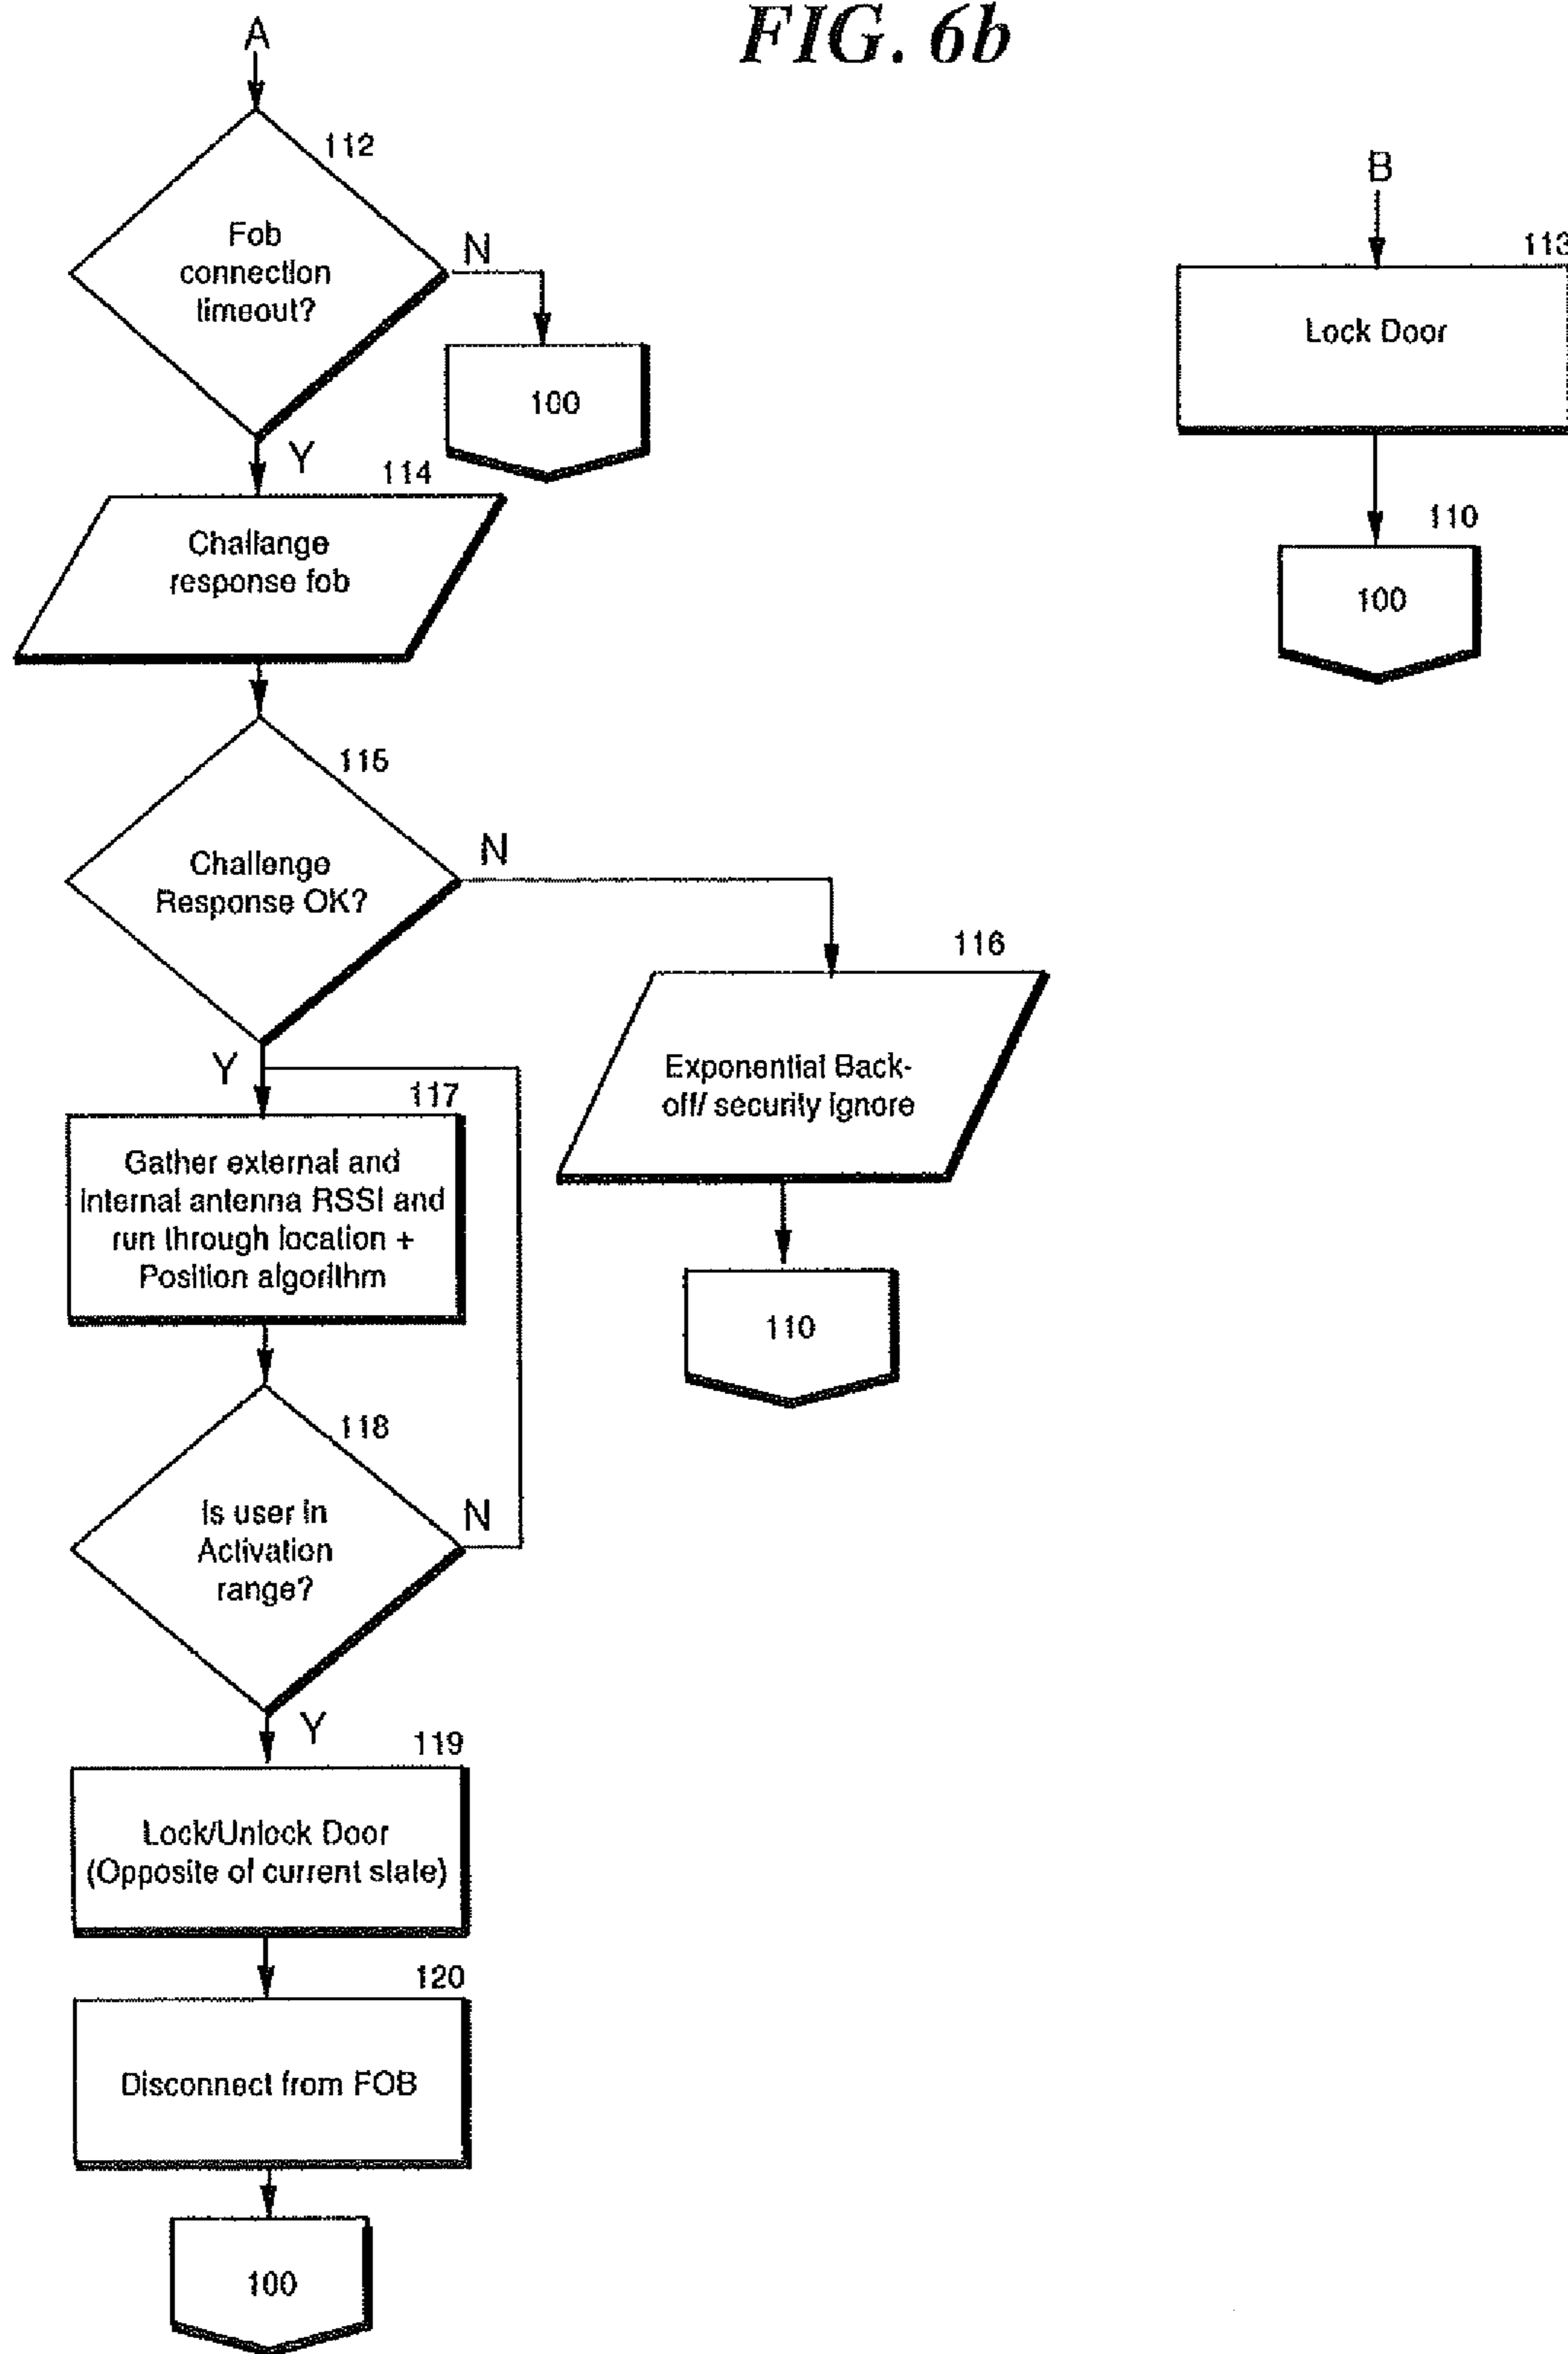 FIG. 6b
A
112
Fob
connection
timeout?
N
100
Y
114
Challange
response fob
115
Challenge
Response OK?
N
116
Exponential Back-
off/ security ignore
110
Y
117
Gather external and
internal antenna RSSI and
run through location +
Position algorithm
118
Is user in
Activation
range?
N
Y
119
Lock/Unlock Door
(Opposite of current state)
120
Disconnect from FOB
100
B
113
Lock Door
110
100